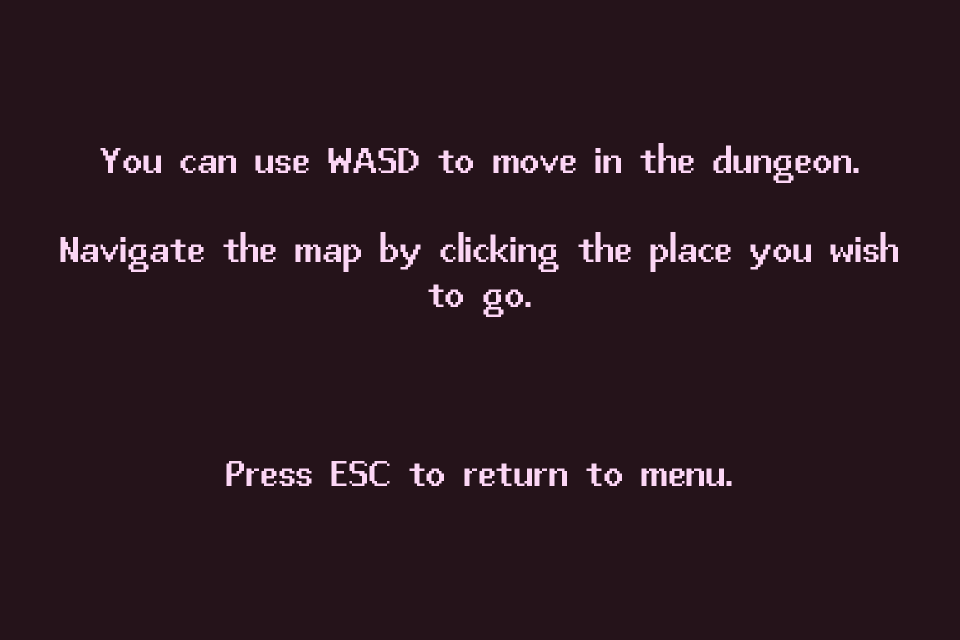 You can use WASD to move in the dungeon.
Navigate the map by clicking the place you wish
to go.
Press ESC to return to menu.